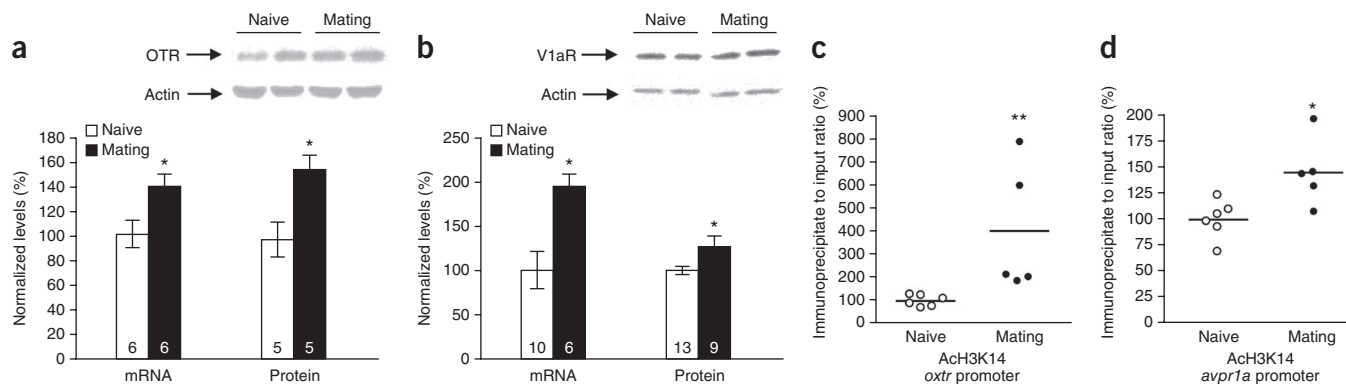 a
Naive Mating
OTR
Actin
Naive
Mating
Normalized levels (%)
180
160
140
120
100
80
60
40
20
0
*
*
6 6 5 5
mRNA Protein
b
Naive Mating
V1aR
Actin
Naive
Mating
Normalized levels (%)
250
200
150
100
50
0
*
*
10 6 13 9
mRNA Protein
c
Immunoprecipitate to input ratio (%)
900
800
700
600
500
400
300
200
100
0
**
Naive Mating
AcH3K14
oxtr promoter
d
Immunoprecipitate to input ratio (%)
200
175
150
125
100
75
50
25
0
*
Naive Mating
AcH3K14
avpr1a promoter